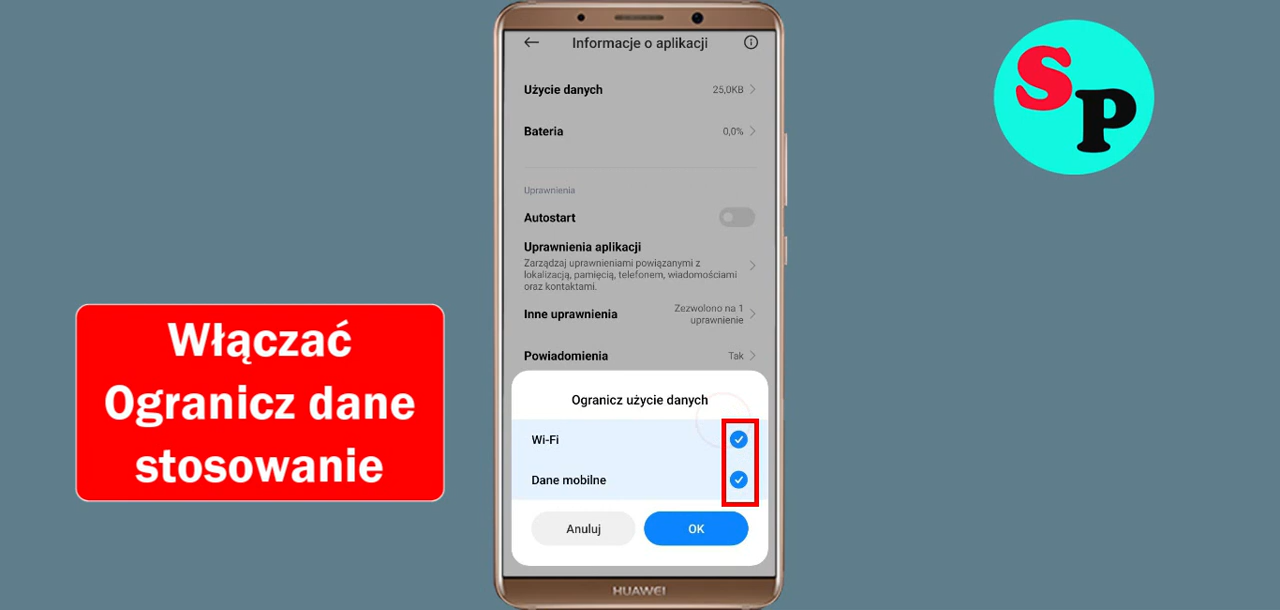 Informacje o aplikacji
Użycie danych 25,0KB
Bateria 0,0%
Uprawnienia
Autostart
Uprawnienia aplikacji
Zarządzaj uprawnieniami powiązanymi z
lokalizacją, pamięcią, telefonem, wiadomościami
oraz kontaktami.
Inne uprawnienia Zezwolono na 1
uprawnienie
Powiadomienia Tak
Ogranicz użycie danych
Wi-Fi
Dane mobilne
Anuluj OK
HUAWEI
Włączać
Ogranicz dane
stosowanie
SP